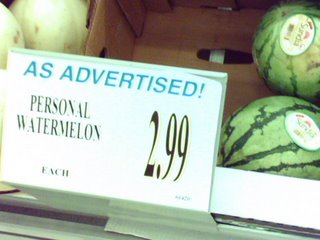 AS ADVERTISED!
PERSONAL
WATERMELON
2.99
EACH